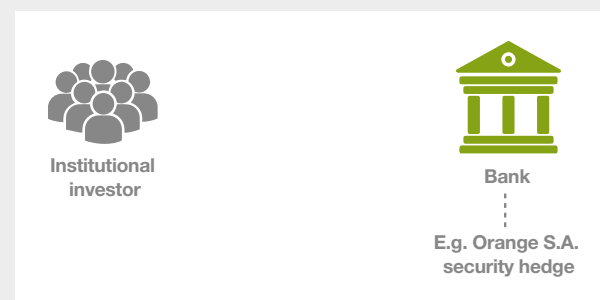 Institutional
investor
Bank
E.g. Orange S.A.
security hedge